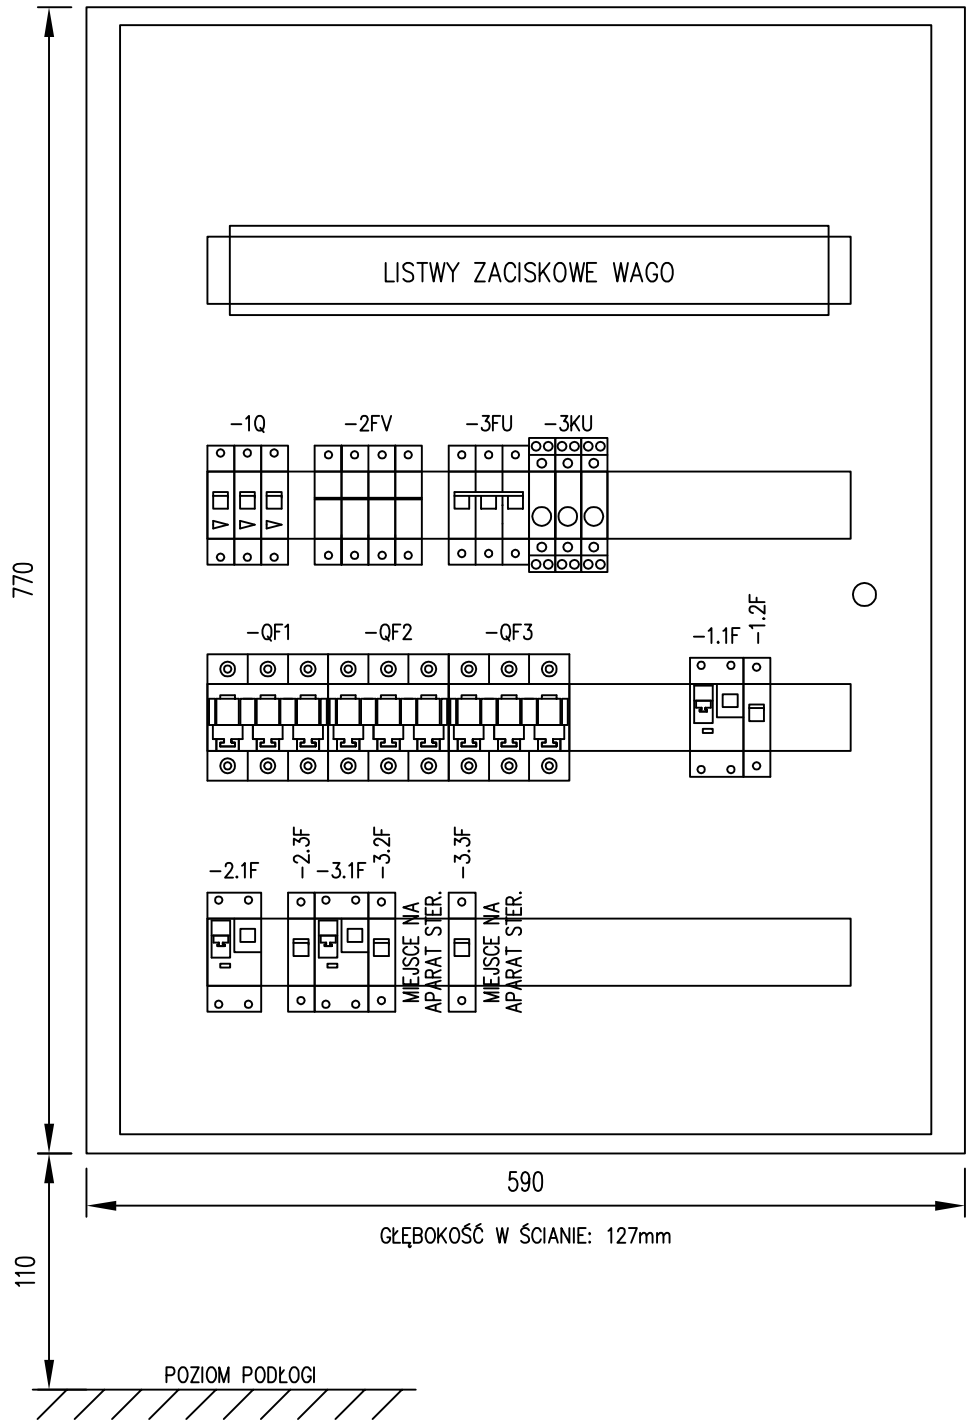 LISTWY ZACISKOWE WAGO
-1Q
-2FV
-3FU
-3KU
770
-QF1
-QF2
-QF3
-1.1F
-1.2F
-2.1F
-2.3F
-3.1F
-3.2F
MIEJSCE NA
APARAT STER.
-3.3F
MIEJSCE NA
APARAT STER.
590
GŁĘBOKOŚĆ W ŚCIANIE: 127mm
110
POZIOM PODŁOGI